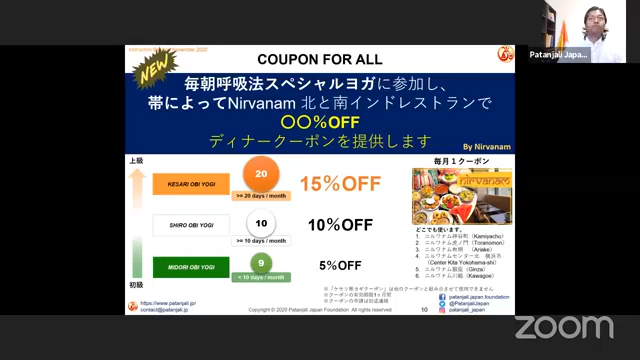 COUPON FOR ALL
NEW
毎朝呼吸法スペシャルヨガに参加し、
帯によってNirvanam 北と南インドレストランで
〇〇%OFF
ディナークーポンを提供します
By Nirvanam
上級
KESARI OBI YOGI
20
>= 20 days / month
15%OFF
SHIRO OBI YOGI
10
>= 10 days / month
10%OFF
MIDORI OBI YOGI
9
< 10 days / month
5%OFF
初級
毎月1クーポン
nirvanam
どこでも使います。
1. ニルワナム神谷町 (Kamiyacho)
2. ニルワナム虎ノ門 (Toranomon)
3. ニルワナム有明 (Ariake)
4. ニルワナムセンター北 横浜市
(Center Kita Yokohama-shi)
5. ニルワナム銀座 (Ginza)
6. ニルワナム川越 (Kawagoe)
https://www.patanjali.jp/
contact@patanjali.jp
Copyright © 2020 Patanjali Japan Foundation. All rights reserved.
10
patanjali.japan.foundation
@PatanjaliJapan
patanjali_japan
Patanjali Japa...
zoom